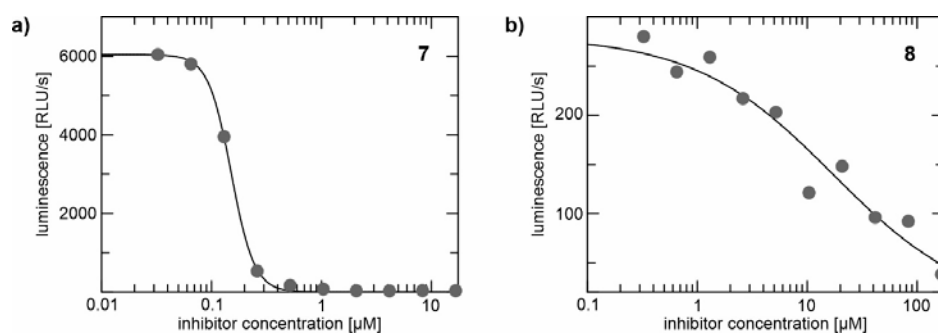 a)
7
luminescence [RLU/s]
6000
4000
2000
0.01 0.1 1 10
inhibitor concentration [µM]
b)
8
luminescence [RLU/s]
200
100
0.1 1 10 100
inhibitor concentration [µM]